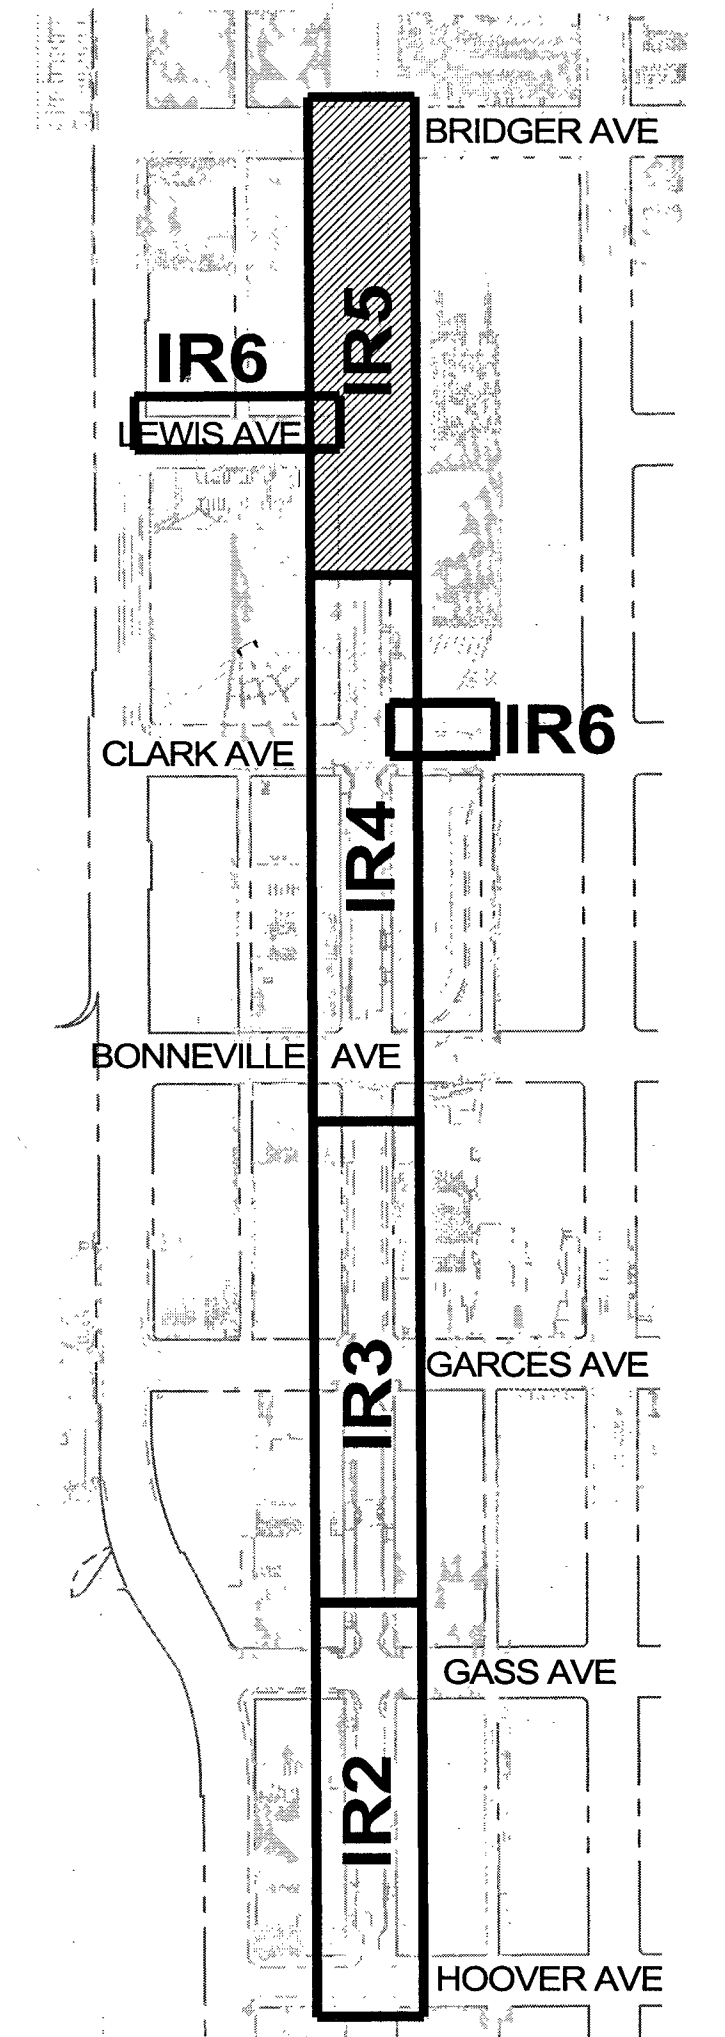 BRIDGER AVE
IR5
IR6
LEWIS AVE
IR6
CLARK AVE
IR4
BONNEVILLE AVE
GARCES AVE
IR3
GASS AVE
IR2
HOOVER AVE